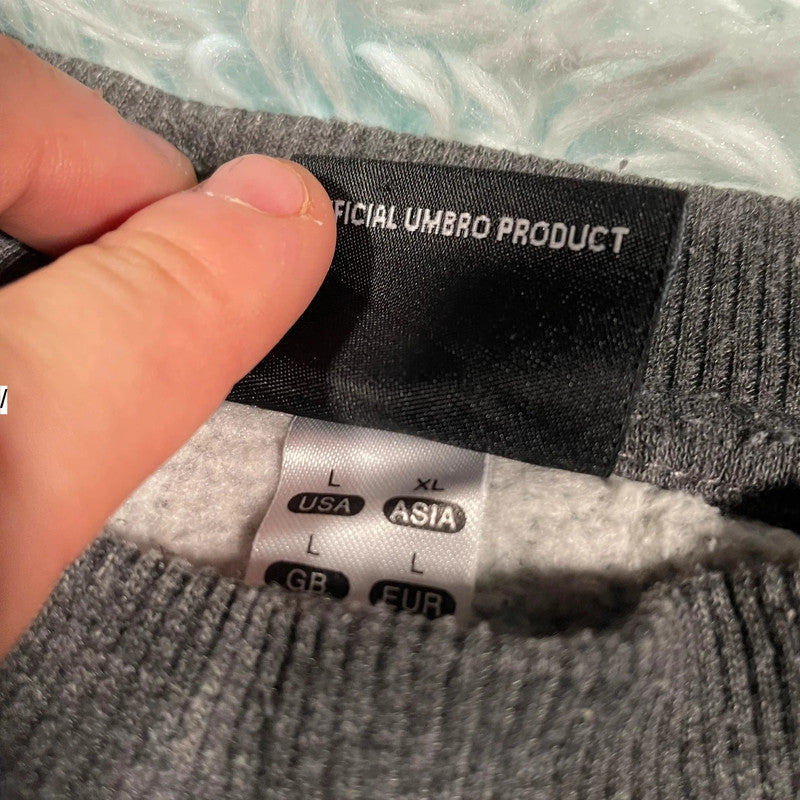 FICIAL UMBRO PRODUCT
L XL
USA ASIA
L L
GB EUR
/